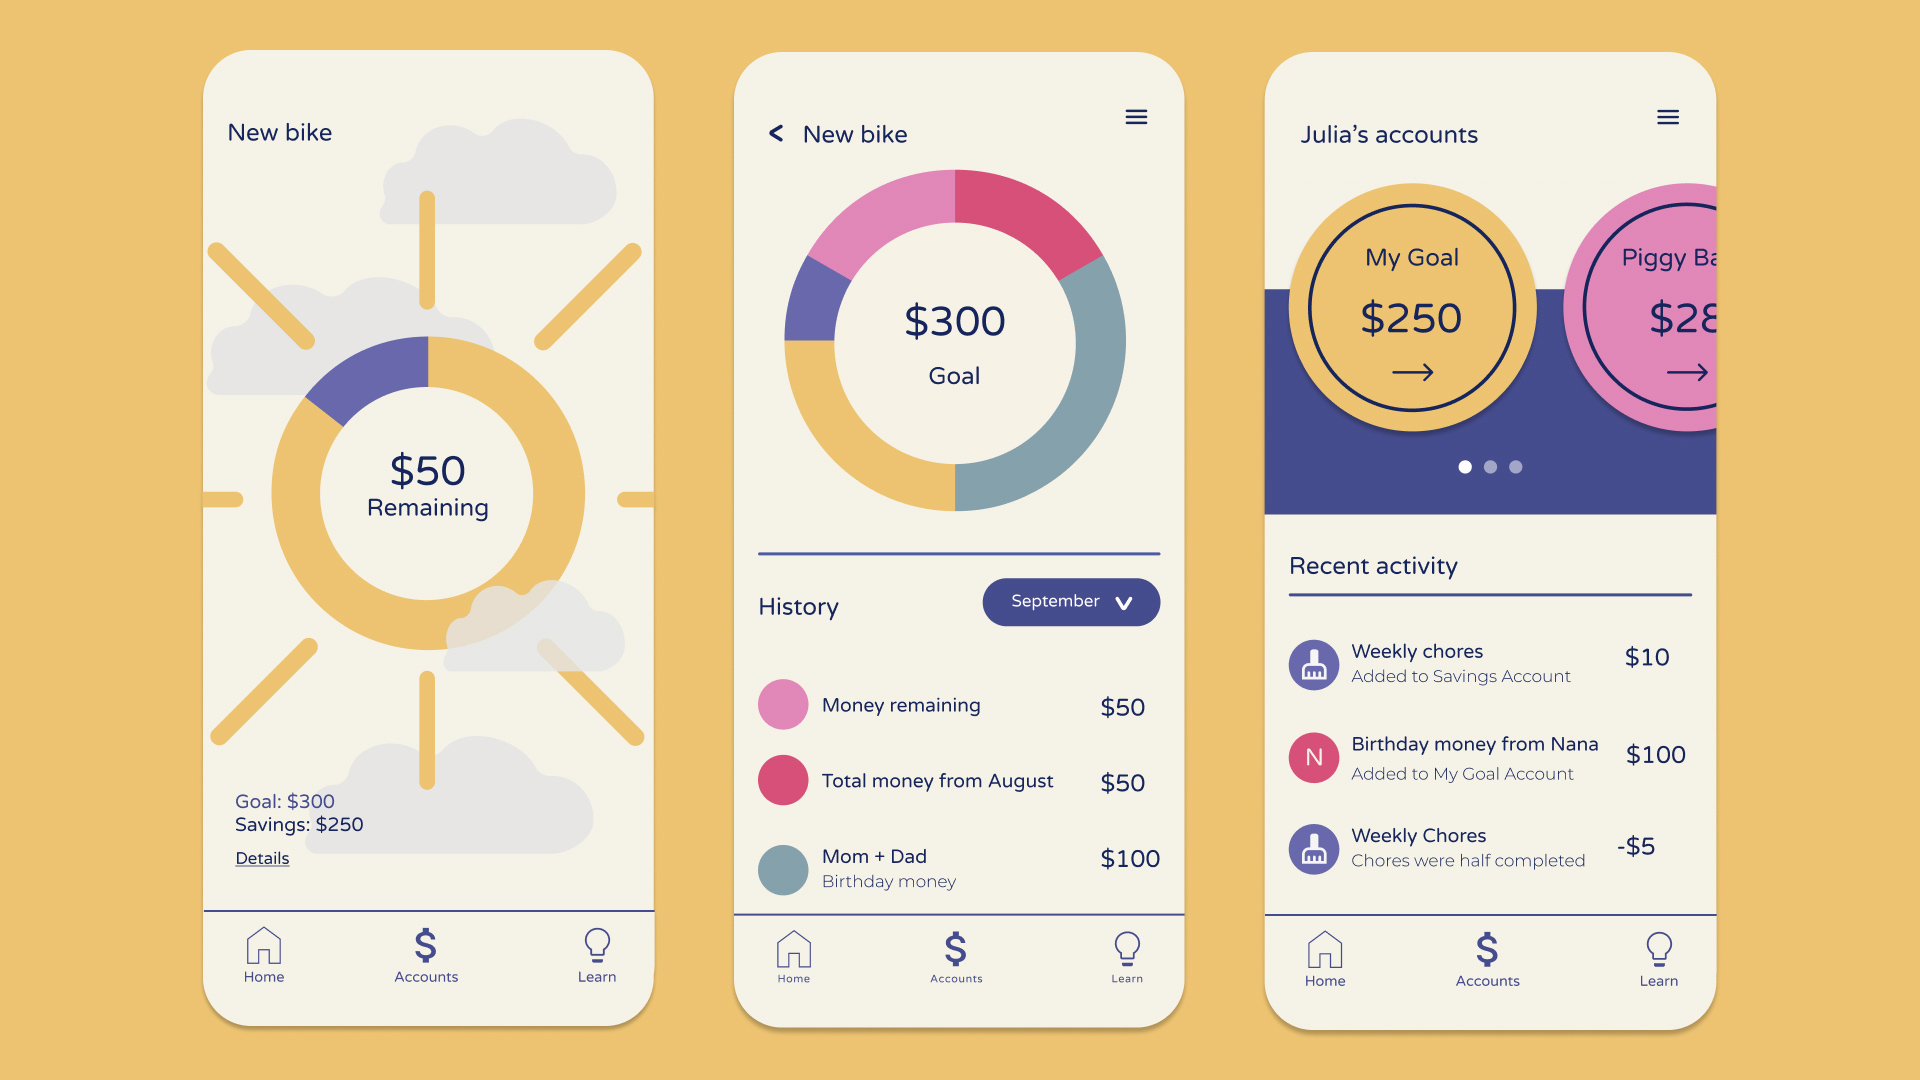 New bike
$50
Remaining
Goal: $300
Savings: $250
Details
Home
Accounts
Learn
< New bike
$300
Goal
History
September
Money remaining $50
Total money from August $50
Mom + Dad $100
Birthday money
Home
Accounts
Learn
Julia’s accounts
My Goal
$250
Piggy Ba
$28
Recent activity
Weekly chores $10
Added to Savings Account
N
Birthday money from Nana $100
Added to My Goal Account
Weekly Chores -$5
Chores were half completed
Home
Accounts
Learn